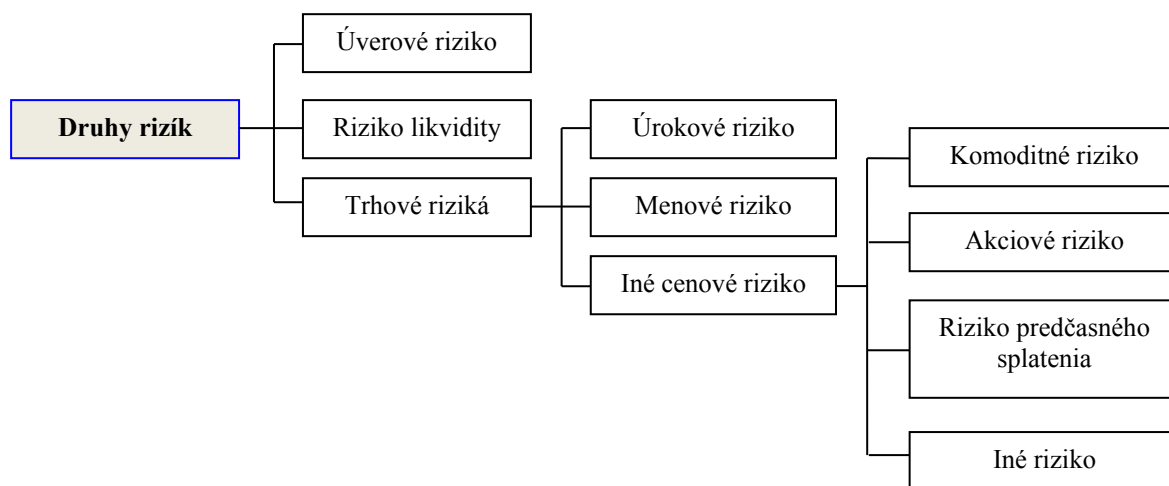 Druhy rizík
Úverové riziko
Riziko likvidity
Trhové riziká
Úrokové riziko
Menové riziko
Iné cenové riziko
Komoditné riziko
Akciové riziko
Riziko predčasného
splatenia
Iné riziko